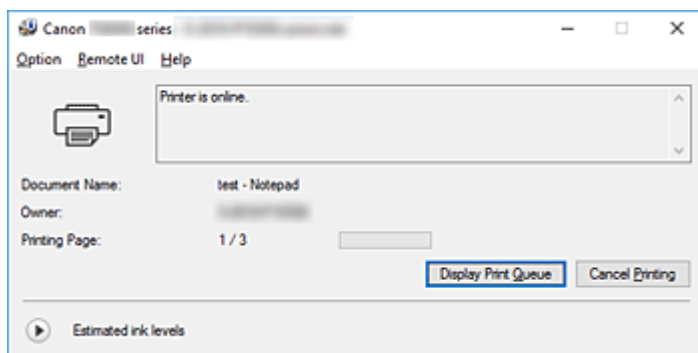 Canon series
Option Remote UI Help
Printer is online.
Document Name: test - Notepad
Owner:
Printing Page: 1 / 3
Display Print Queue Cancel Printing
Estimated ink levels